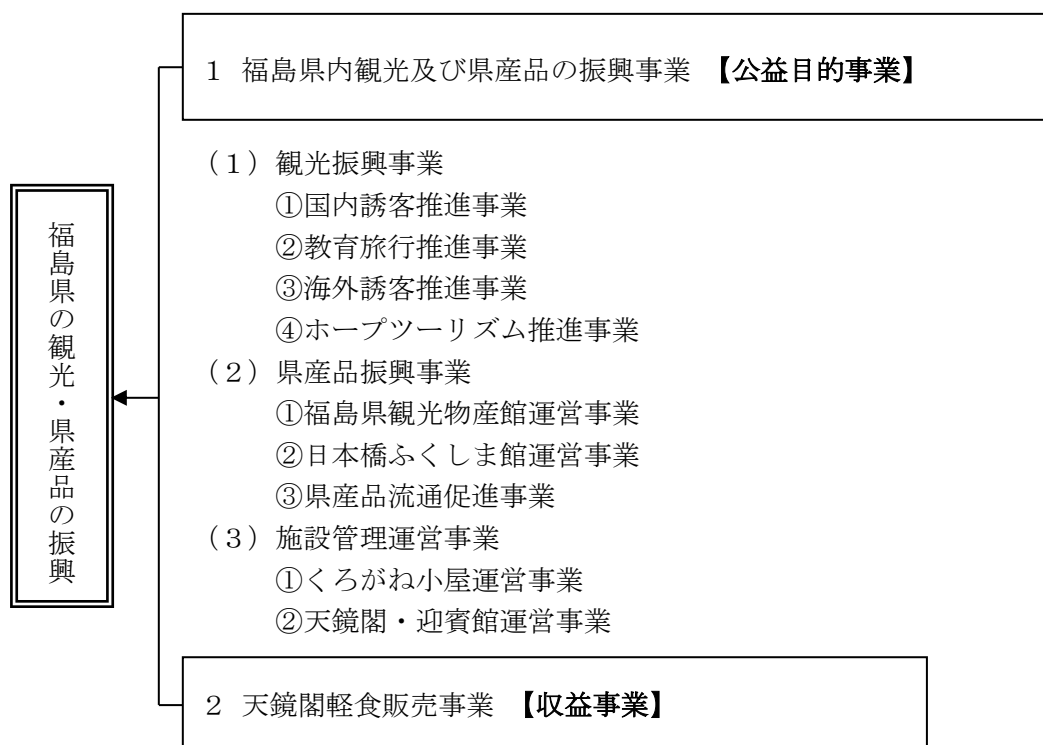 福島県の観光・県産品の振興
1 福島県内観光及び県産品の振興事業 【公益目的事業】
（１）観光振興事業
①国内誘客推進事業
②教育旅行推進事業
③海外誘客推進事業
④ホープツーリズム推進事業
（２）県産品振興事業
①福島県観光物産館運営事業
②日本橋ふくしま館運営事業
③県産品流通促進事業
（３）施設管理運営事業
①くろがね小屋運営事業
②天鏡閣・迎賓館運営事業
2 天鏡閣軽食販売事業 【収益事業】